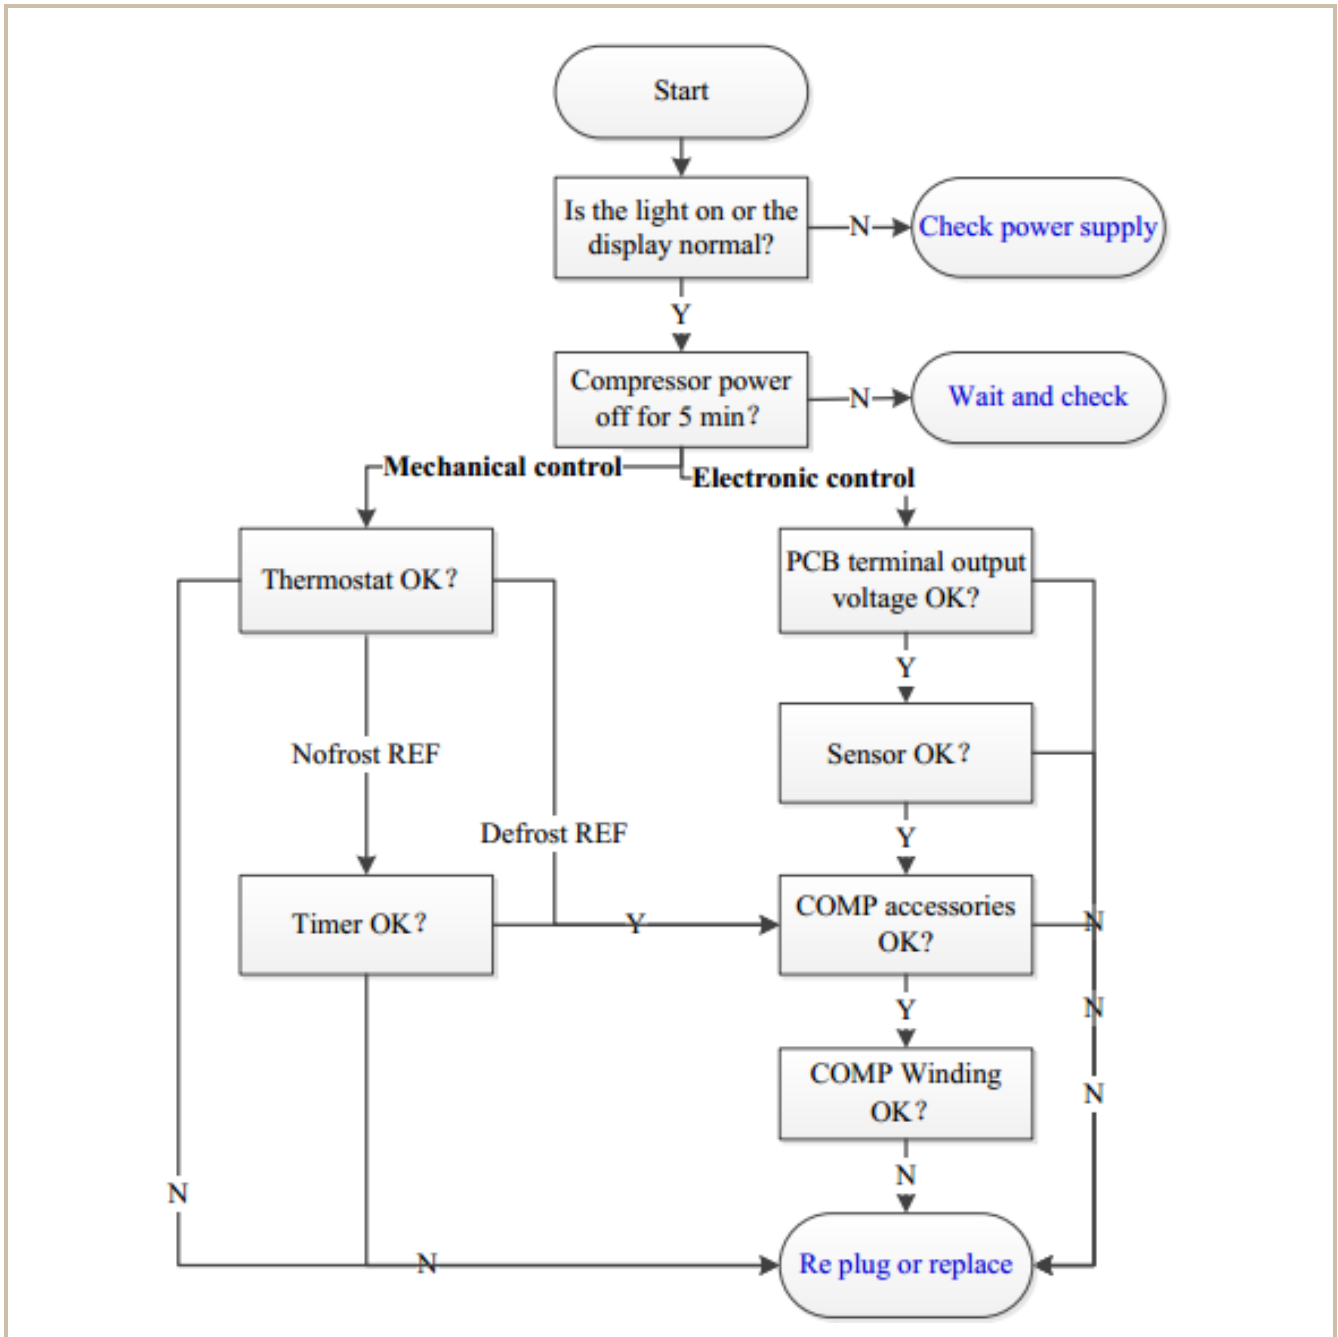 Start
Is the light on or the
display normal?
N
Check power supply
Y
Compressor power
off for 5 min?
N
Wait and check
Mechanical control
Electronic control
Thermostat OK?
PCB terminal output
voltage OK?
Y
Nofrost REF
Sensor OK?
Defrost REF
Y
Timer OK?
Y
COMP accessories
OK?
N
Y
N
COMP Winding
OK?
N
N
N
N
Re plug or replace